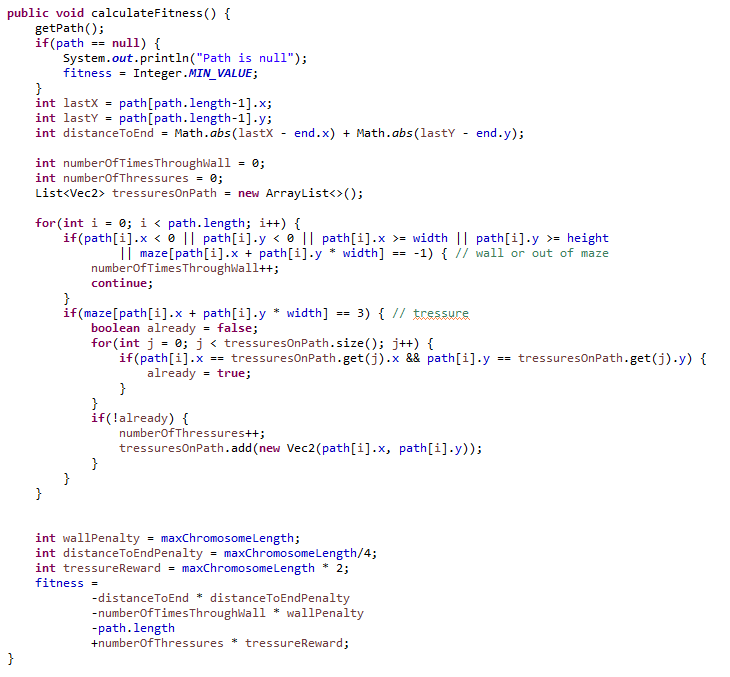 public void calculateFitness() {
    getPath();
    if(path == null) {
        System.out.println("Path is null");
        fitness = Integer.MIN_VALUE;
    }
    int lastX = path[path.length-1].x;
    int lastY = path[path.length-1].y;
    int distanceToEnd = Math.abs(lastX - end.x) + Math.abs(lastY - end.y);

    int numberOfTimesThroughWall = 0;
    int numberOfThressures = 0;
    List<Vec2> tressuresOnPath = new ArrayList<>();

    for(int i = 0; i < path.length; i++) {
        if(path[i].x < 0 || path[i].y < 0 || path[i].x >= width || path[i].y >= height
                || maze[path[i].x + path[i].y * width] == -1) { // wall or out of maze
            numberOfTimesThroughWall++;
            continue;
        }
        if(maze[path[i].x + path[i].y * width] == 3) { // tressure
            boolean already = false;
            for(int j = 0; j < tressuresOnPath.size(); j++) {
                if(path[i].x == tressuresOnPath.get(j).x && path[i].y == tressuresOnPath.get(j).y) {
                    already = true;
                }
            }
            if(!already) {
                numberOfThressures++;
                tressuresOnPath.add(new Vec2(path[i].x, path[i].y));
            }
        }
    }


    int wallPenalty = maxChromosomeLength;
    int distanceToEndPenalty = maxChromosomeLength/4;
    int tressureReward = maxChromosomeLength * 2;
    fitness =
            -distanceToEnd * distanceToEndPenalty
            -numberOfTimesThroughWall * wallPenalty
            -path.length
            +numberOfThressures * tressureReward;
}